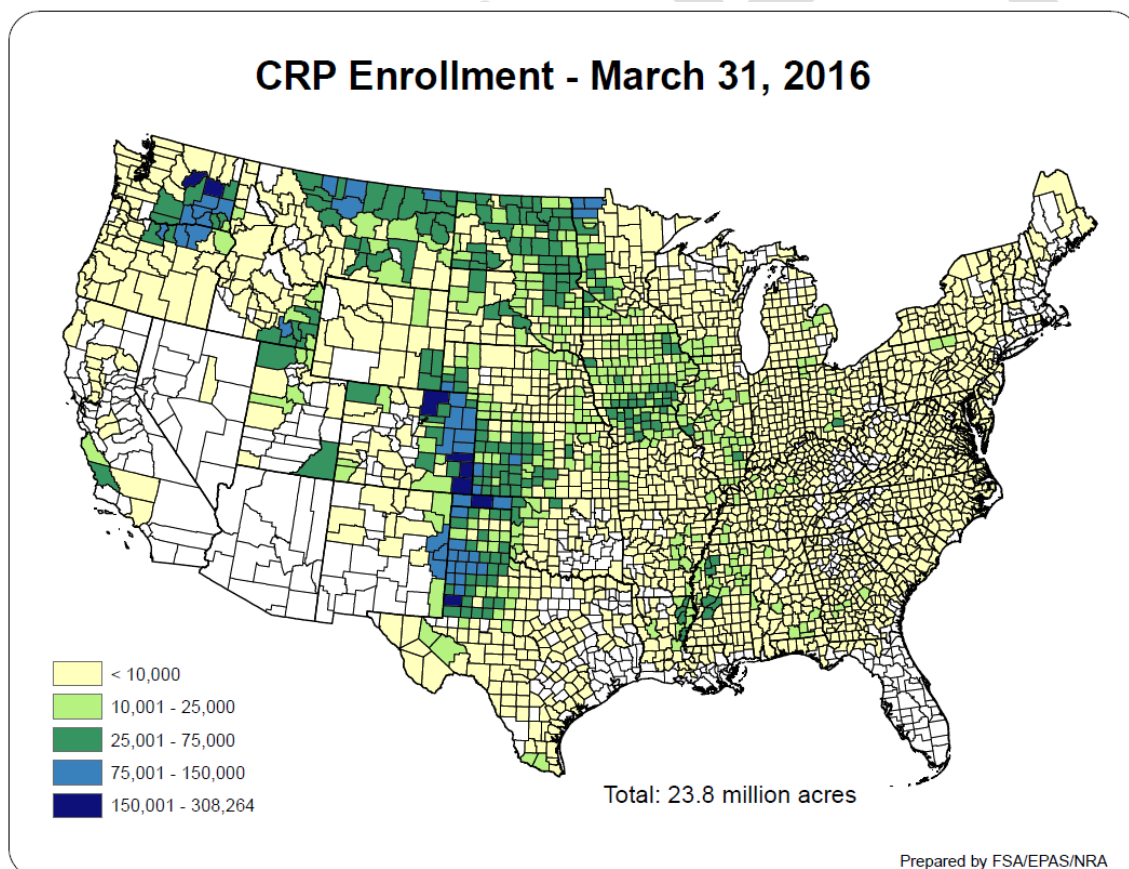 CRP Enrollment - March 31, 2016
< 10,000
10,001 - 25,000
25,001 - 75,000
75,001 - 150,000
150,001 - 308,264
Total: 23.8 million acres
Prepared by FSA/EPAS/NRA